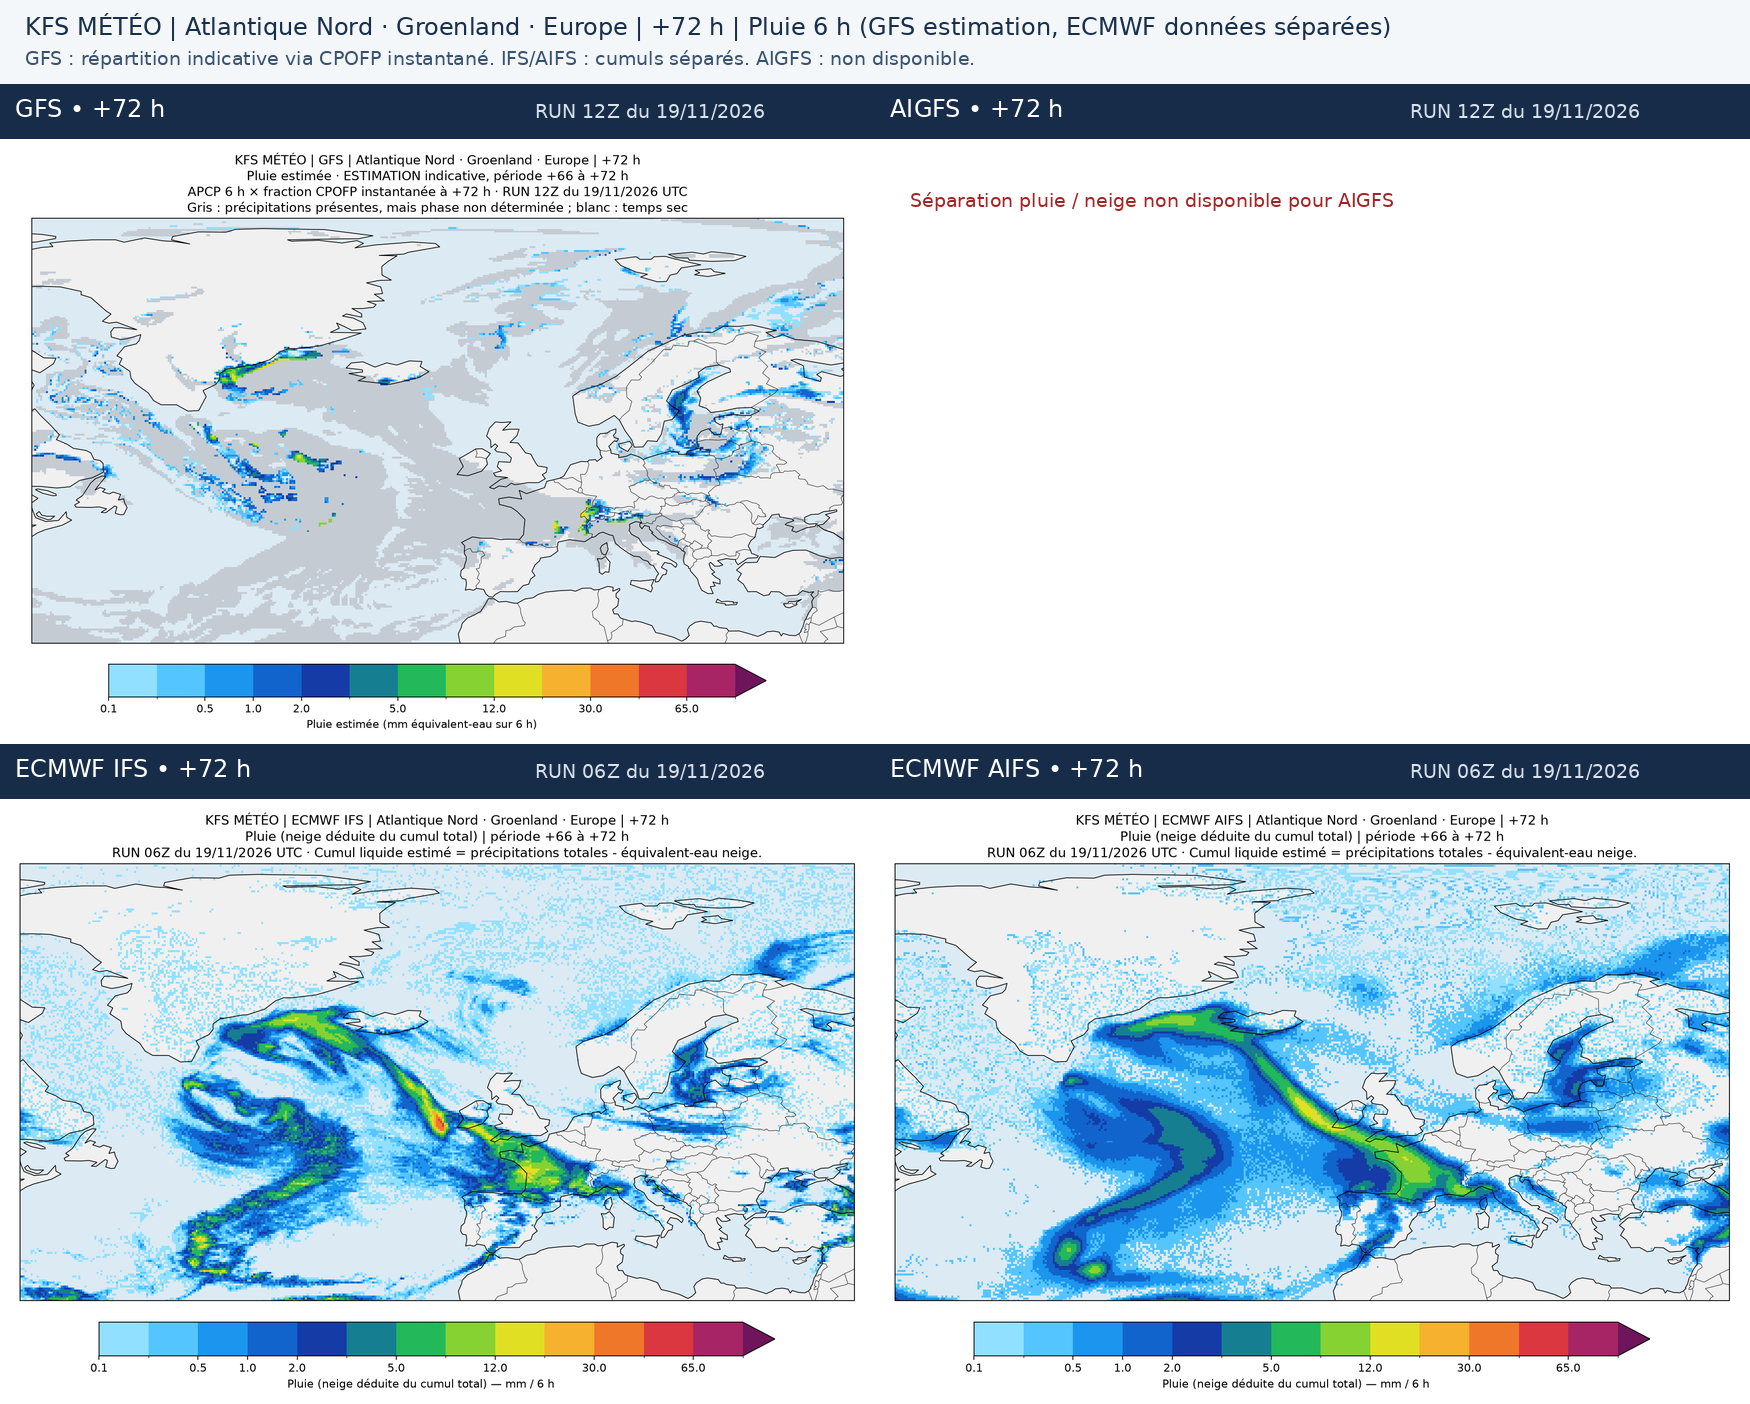 KFS MÉTÉO | Atlantique Nord · Groenland · Europe | +72 h | Pluie 6 h (GFS estimation, ECMWF données séparées)
GFS : répartition indicative via CPOFP instantané. IFS/AIFS : cumuls séparés. AIGFS : non disponible.
GFS • +72 h
RUN 12Z du 19/11/2026
AIGFS • +72 h
RUN 12Z du 19/11/2026
KFS MÉTÉO | GFS | Atlantique Nord · Groenland · Europe | +72 h
Pluie estimée · ESTIMATION indicative, période +66 à +72 h
APCP 6 h × fraction CPOFP instantanée à +72 h · RUN 12Z du 19/11/2026 UTC
Gris : précipitations présentes, mais phase non déterminée ; blanc : temps sec
Séparation pluie / neige non disponible pour AIGFS
0.1 0.5 1.0 2.0 5.0 12.0 30.0 65.0
Pluie estimée (mm équivalent-eau sur 6 h)
ECMWF IFS • +72 h
RUN 06Z du 19/11/2026
ECMWF AIFS • +72 h
RUN 06Z du 19/11/2026
KFS MÉTÉO | ECMWF IFS | Atlantique Nord · Groenland · Europe | +72 h
Pluie (neige déduite du cumul total) | période +66 à +72 h
RUN 06Z du 19/11/2026 UTC · Cumul liquide estimé = précipitations totales - équivalent-eau neige.
0.1 0.5 1.0 2.0 5.0 12.0 30.0 65.0
Pluie (neige déduite du cumul total) — mm / 6 h
KFS MÉTÉO | ECMWF AIFS | Atlantique Nord · Groenland · Europe | +72 h
Pluie (neige déduite du cumul total) | période +66 à +72 h
RUN 06Z du 19/11/2026 UTC · Cumul liquide estimé = précipitations totales - équivalent-eau neige.
0.1 0.5 1.0 2.0 5.0 12.0 30.0 65.0
Pluie (neige déduite du cumul total) — mm / 6 h